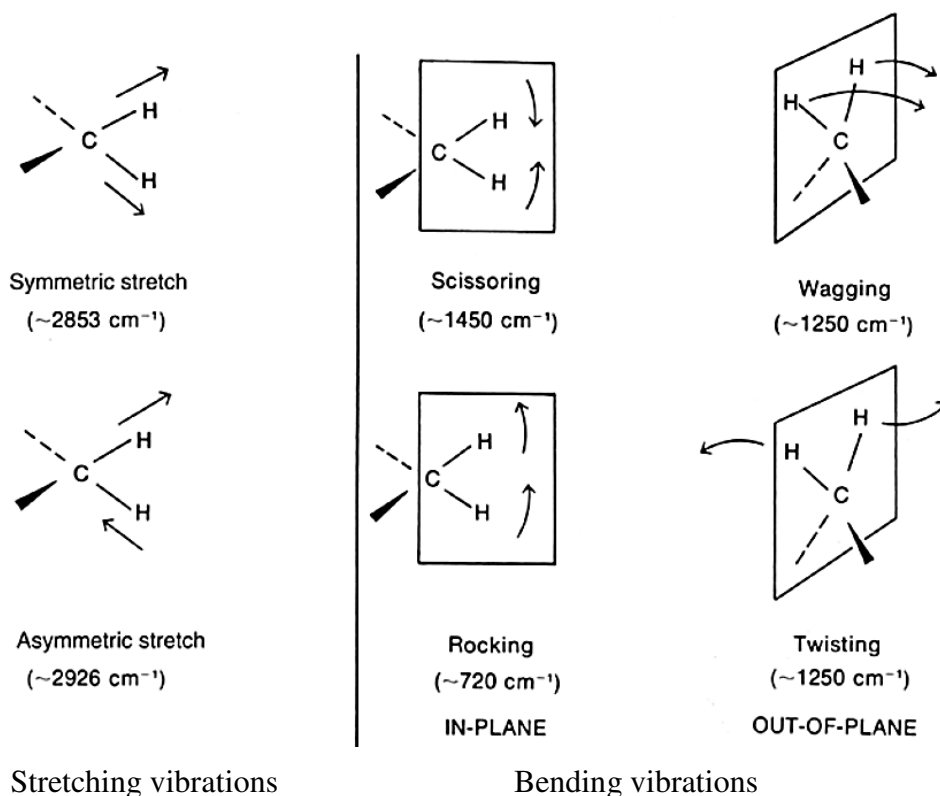 H
C
H
Symmetric stretch
(~2853 cm⁻¹)
H
C
H
Asymmetric stretch
(~2926 cm⁻¹)
H
C
H
Scissoring
(~1450 cm⁻¹)
H
C
H
Rocking
(~720 cm⁻¹)
IN-PLANE
H
H
C
Wagging
(~1250 cm⁻¹)
H
H
C
Twisting
(~1250 cm⁻¹)
OUT-OF-PLANE
Stretching vibrations
Bending vibrations